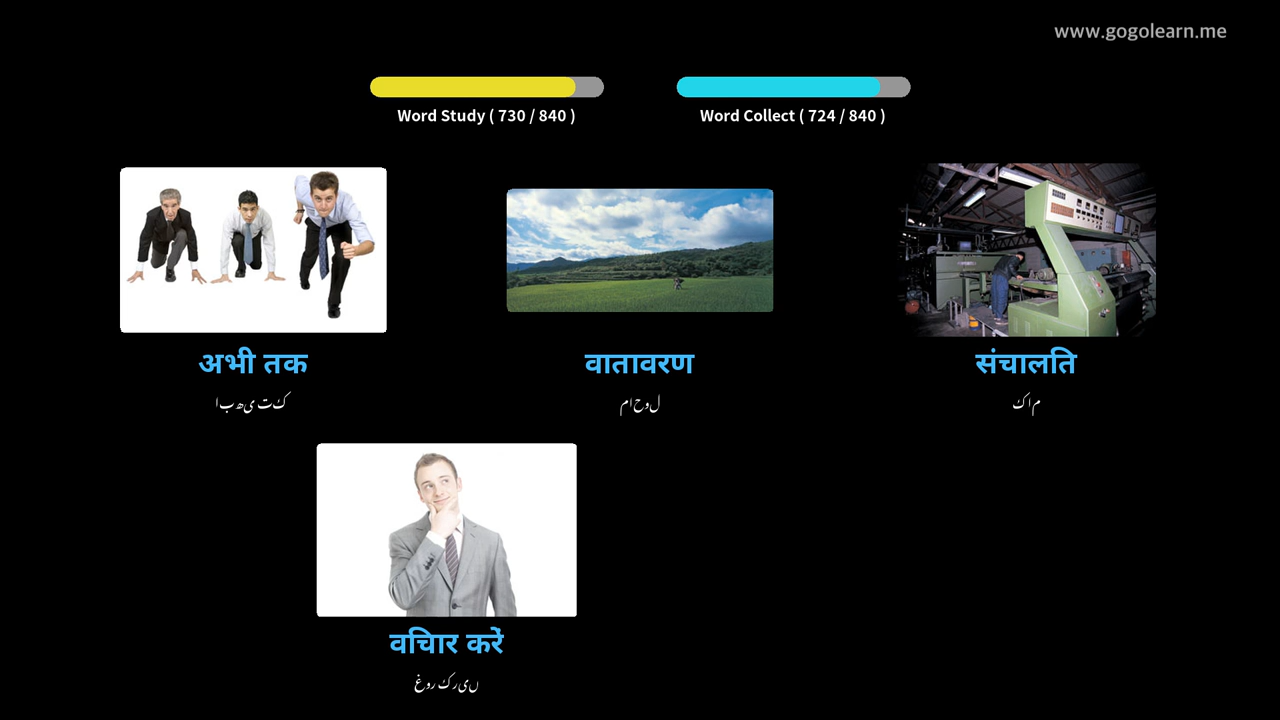 www.gogolearn.me
Word Study ( 730 / 840 )
Word Collect ( 724 / 840 )
अभी तक
ابھی تک
वातावरण
ماحول
संचालति
کام
वचिार करें
غور کریں